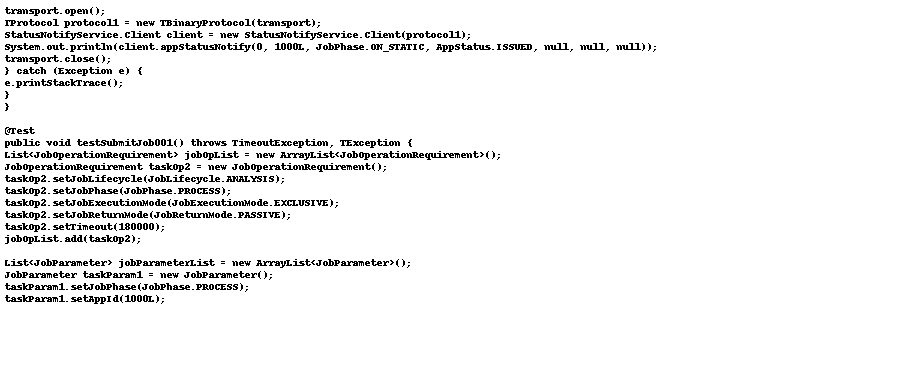 transport.open();
TProtocol protocol1 = new TBinaryProtocol(transport);
StatusNotifyService.Client client = new StatusNotifyService.Client(protocol1);
System.out.println(client.appStatusNotify(0, 1000L, JobPhase.ON_STATIC, AppStatus.ISSUED, null, null, null));
transport.close();
} catch (Exception e) {
e.printStackTrace();
}
}
@Test
public void testSubmitJob001() throws TimeoutException, TException {
List<JobOperationRequirement> jobOpList = new ArrayList<JobOperationRequirement>();
JobOperationRequirement taskOp2 = new JobOperationRequirement();
taskOp2.setJobLifecycle(JobLifecycle.ANALYSIS);
taskOp2.setJobPhase(JobPhase.PROCESS);
taskOp2.setJobExecutionMode(JobExecutionMode.EXCLUSIVE);
taskOp2.setJobReturnMode(JobReturnMode.PASSIVE);
taskOp2.setTimeout(180000);
jobOpList.add(taskOp2);
List<JobParameter> jobParameterList = new ArrayList<JobParameter>();
JobParameter taskParam1 = new JobParameter();
taskParam1.setJobPhase(JobPhase.PROCESS);
taskParam1.setAppId(1000L);